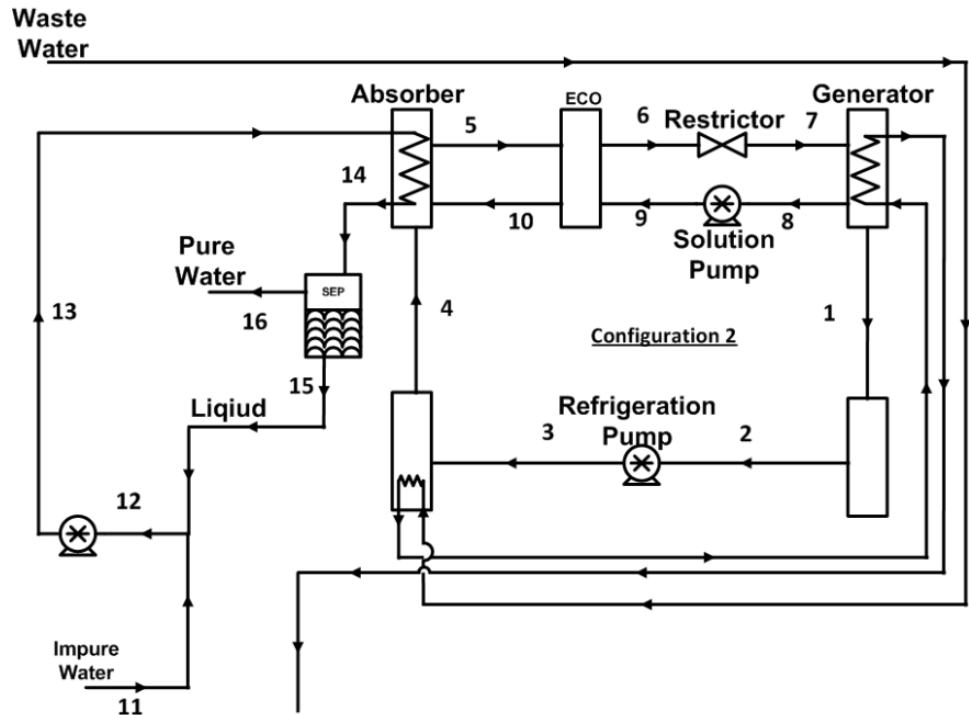 Waste
Water
Absorber
ECO
Generator
5
6
Restrictor
7
14
10
9
8
Solution
Pump
Pure
Water
SEP
13
16
4
1
Configuration 2
15
Liqiud
Refrigeration
Pump
3
2
12
Impure
Water
11